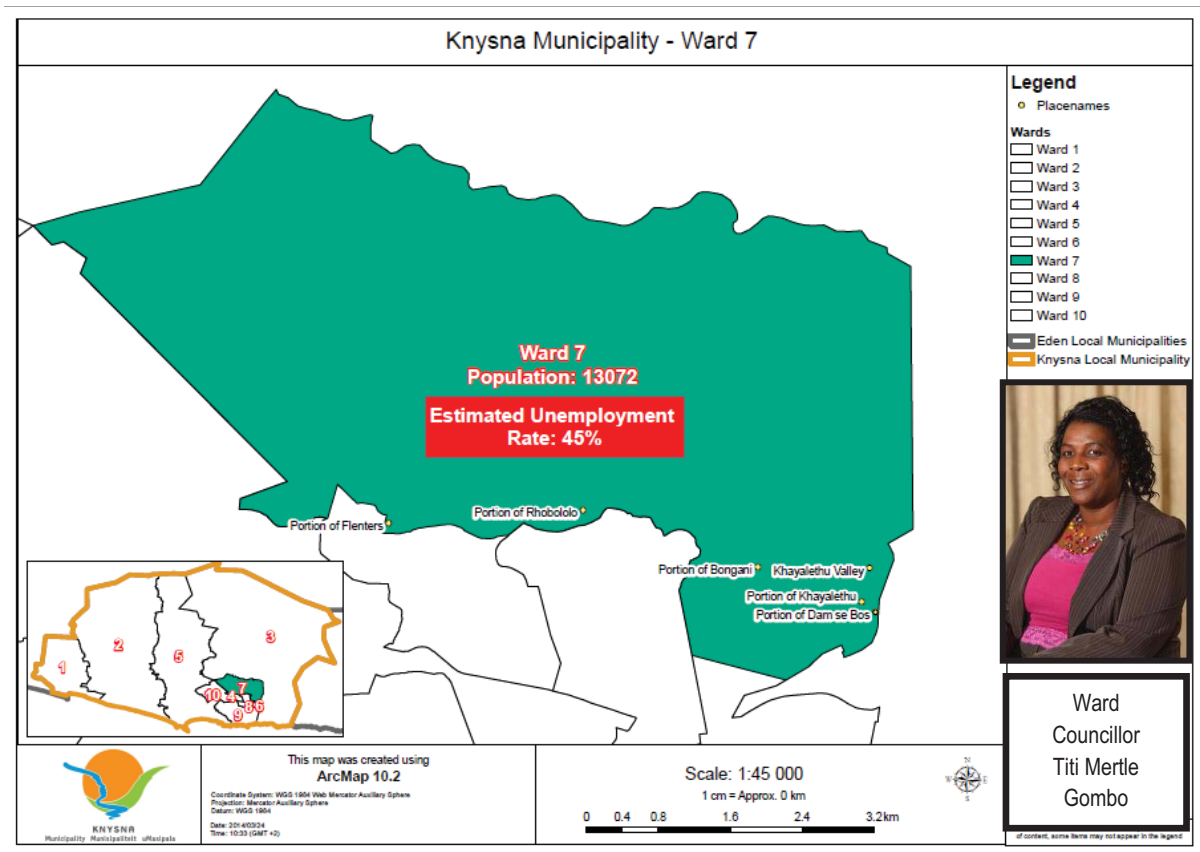 Knysna Municipality - Ward 7
Legend
Placenames
Wards
Ward 1
Ward 2
Ward 3
Ward 4
Ward 5
Ward 6
Ward 7
Ward 8
Ward 9
Ward 10
Eden Local Municipalities
Knysna Local Municipality
Ward 7
Population: 13072
Estimated Unemployment
Rate: 45%
Portion of Flenters
Portion of Rhobololo
Portion of Bongani
Khayalethu Valley
Portion of Khayalethu
Portion of Dam se Bos
1
2
5
3
7
10
4
8
6
9
Ward
Councillor
Titi Mertle
Gombo
of content, some items may not appear in the legend
KNYSNA
Municipality Munisipaliteit uMasipala
This map was created using
ArcMap 10.2
Coordinate System: WGS 1984 Web Mercator Auxiliary Sphere
Projection: Mercator Auxiliary Sphere
Datum: WGS 1984
Date: 2014/03/24
Time: 10:33 (GMT +2)
Scale: 1:45 000
1 cm = Approx. 0 km
0 0.4 0.8 1.6 2.4 3.2 km
N
W E
S